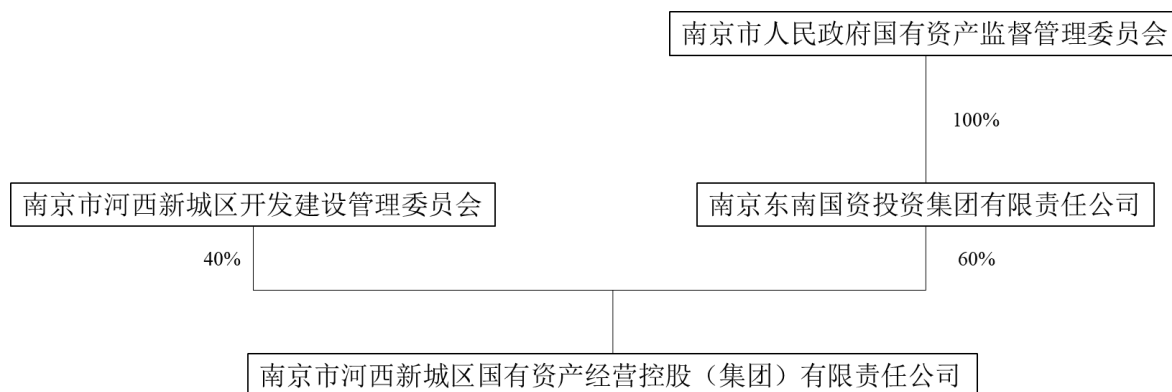 南京市人民政府国有资产监督管理委员会
100%
南京市河西新城区开发建设管理委员会
南京东南国资投资集团有限责任公司
40%
60%
南京市河西新城区国有资产经营控股（集团）有限责任公司